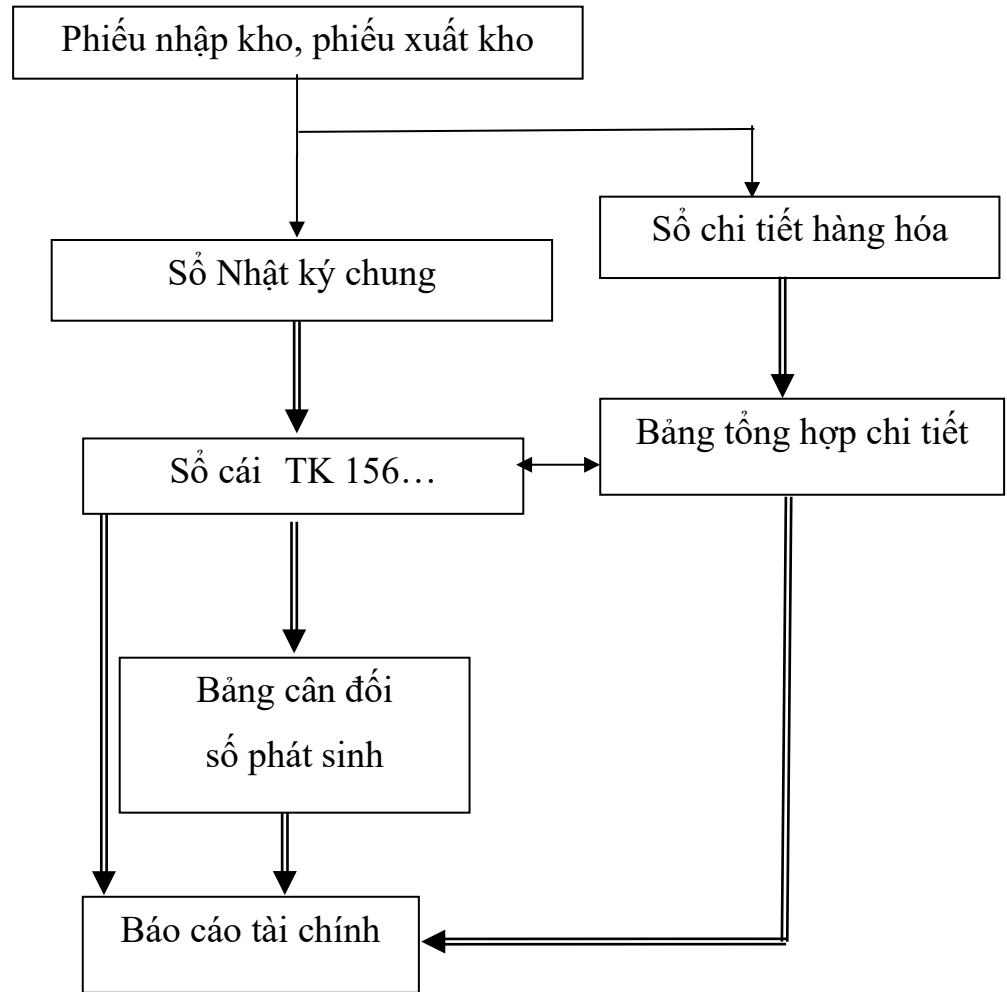 Phiếu nhập kho, phiếu xuất kho
Sổ chi tiết hàng hóa
Sổ Nhật ký chung
Bảng tổng hợp chi tiết
Sổ cái TK 156…
Bảng cân đối
số phát sinh
Báo cáo tài chính